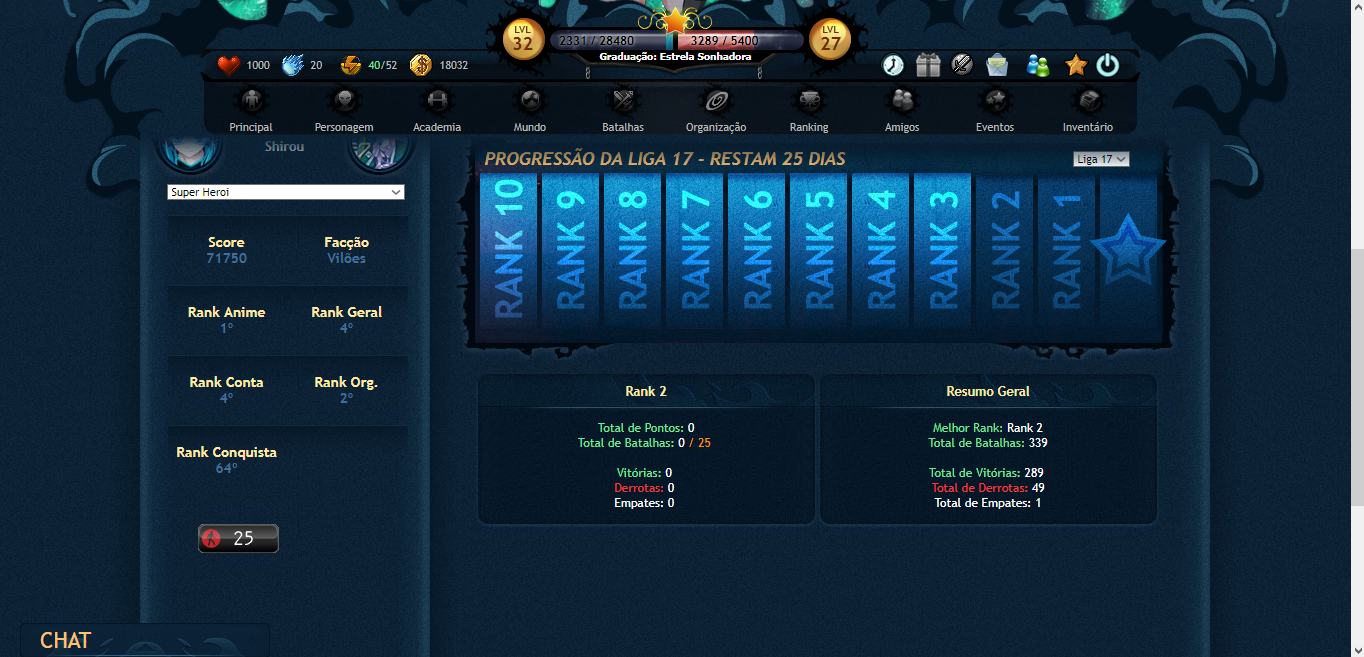 LVL
32
2331 / 28480
3289 / 5400
LVL
27
Graduação: Estrela Sonhadora
1000
20
40/52
18032
Principal
Personagem
Academia
Mundo
Batalhas
Organização
Ranking
Amigos
Eventos
Inventário
Shirou
Super Heroi
Score
71750
Facção
Vilões
Rank Anime
1º
Rank Geral
4º
Rank Conta
4º
Rank Org.
2º
Rank Conquista
64º
25
PROGRESSÃO DA LIGA 17 - RESTAM 25 DIAS
Liga 17
RANK 10
RANK 9
RANK 8
RANK 7
RANK 6
RANK 5
RANK 4
RANK 3
RANK 2
RANK 1
Rank 2
Total de Pontos: 0
Total de Batalhas: 0 / 25
Vitórias: 0
Derrotas: 0
Empates: 0
Resumo Geral
Melhor Rank: Rank 2
Total de Batalhas: 339
Total de Vitórias: 289
Total de Derrotas: 49
Total de Empates: 1
CHAT